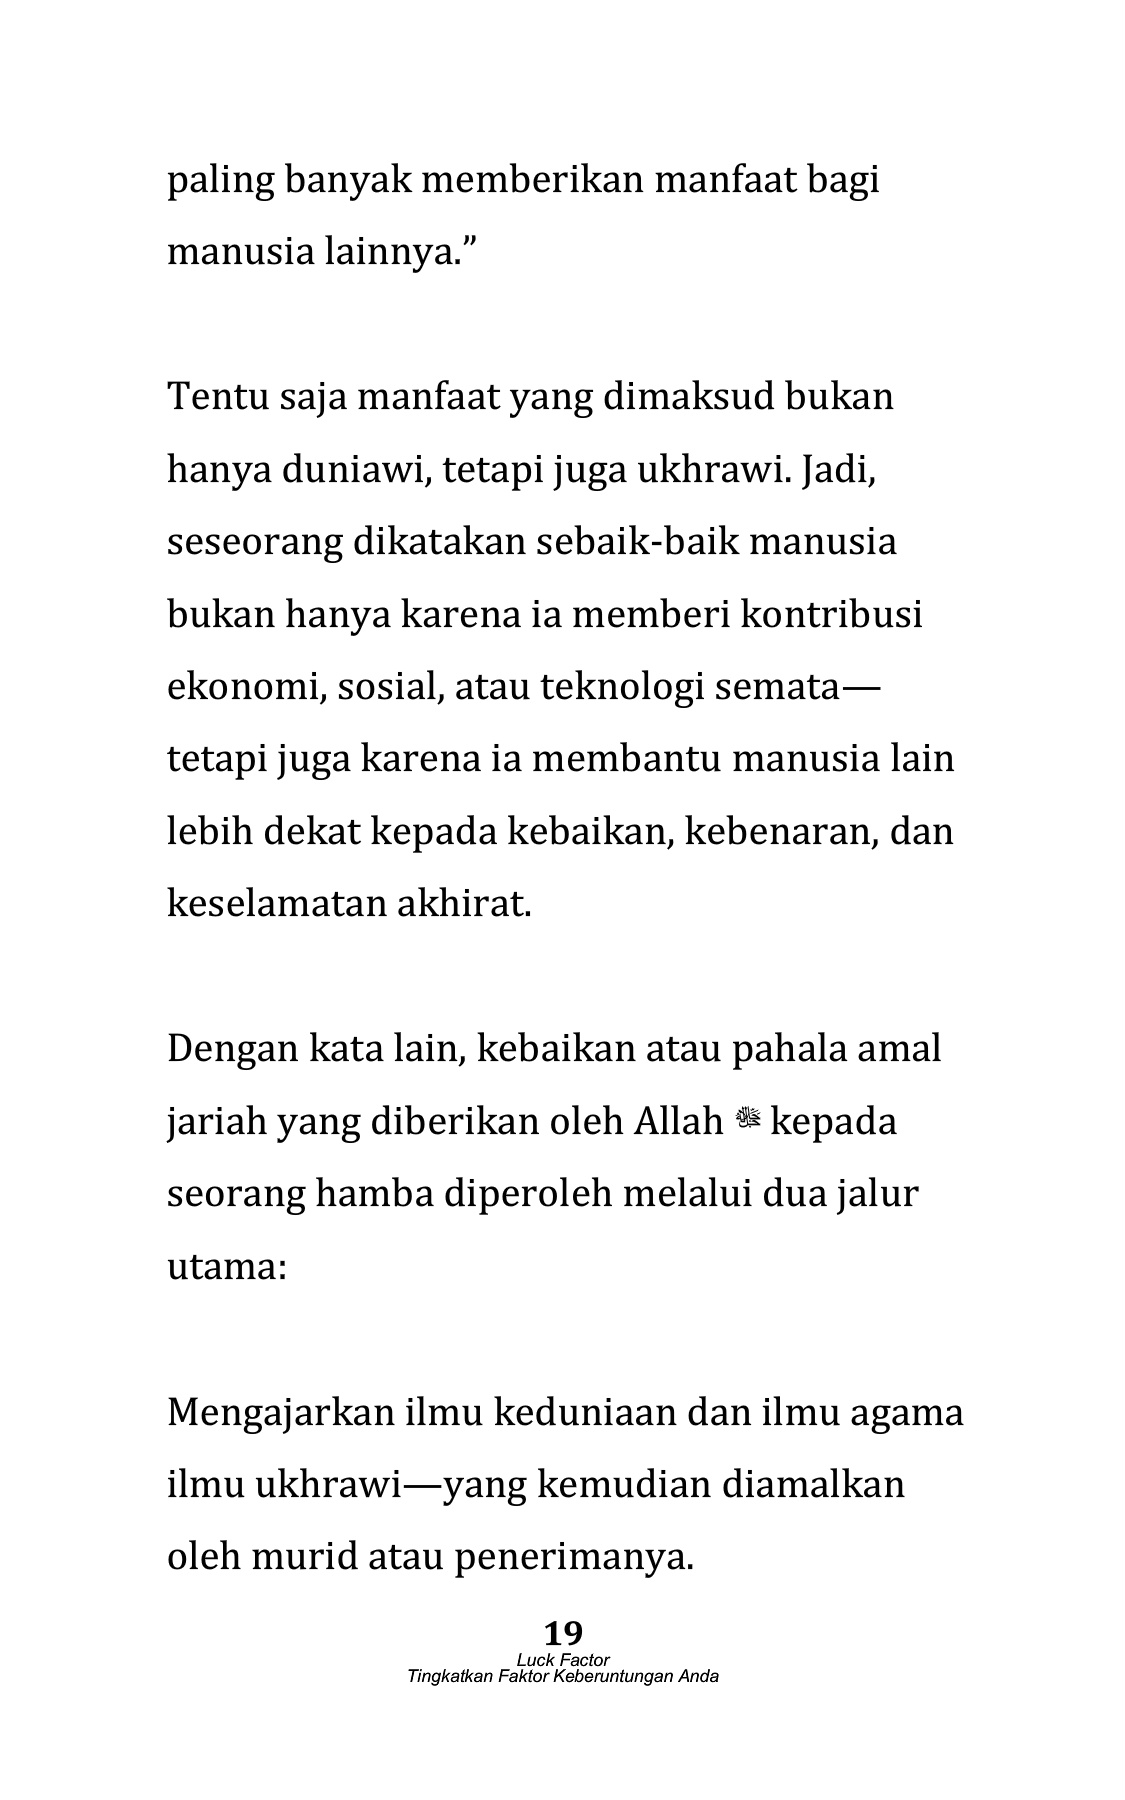 paling banyak memberikan manfaat bagi
manusia lainnya.”
Tentu saja manfaat yang dimaksud bukan
hanya duniawi, tetapi juga ukhrawi. Jadi,
seseorang dikatakan sebaik-baik manusia
bukan hanya karena ia memberi kontribusi
ekonomi, sosial, atau teknologi semata—
tetapi juga karena ia membantu manusia lain
lebih dekat kepada kebaikan, kebenaran, dan
keselamatan akhirat.
Dengan kata lain, kebaikan atau pahala amal
jariah yang diberikan oleh Allah ﷻ kepada
seorang hamba diperoleh melalui dua jalur
utama:
Mengajarkan ilmu keduniaan dan ilmu agama
ilmu ukhrawi—yang kemudian diamalkan
oleh murid atau penerimanya.
19
Luck Factor
Tingkatkan Faktor Keberuntungan Anda